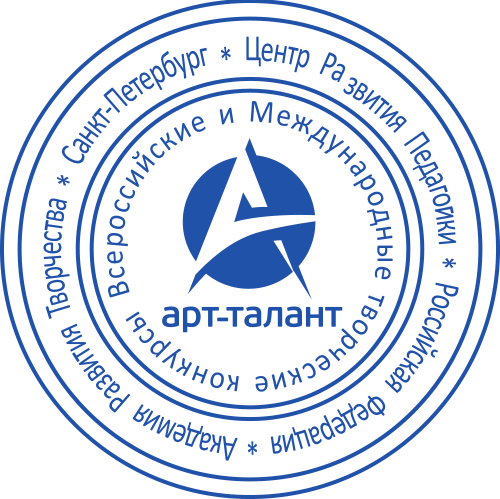 Санкт-Петербург * Центр Развития Педагогики * Российская Федерация * Академия Развития Творчества *
Всероссийские и Международные творческие конкурсы
арт-талант